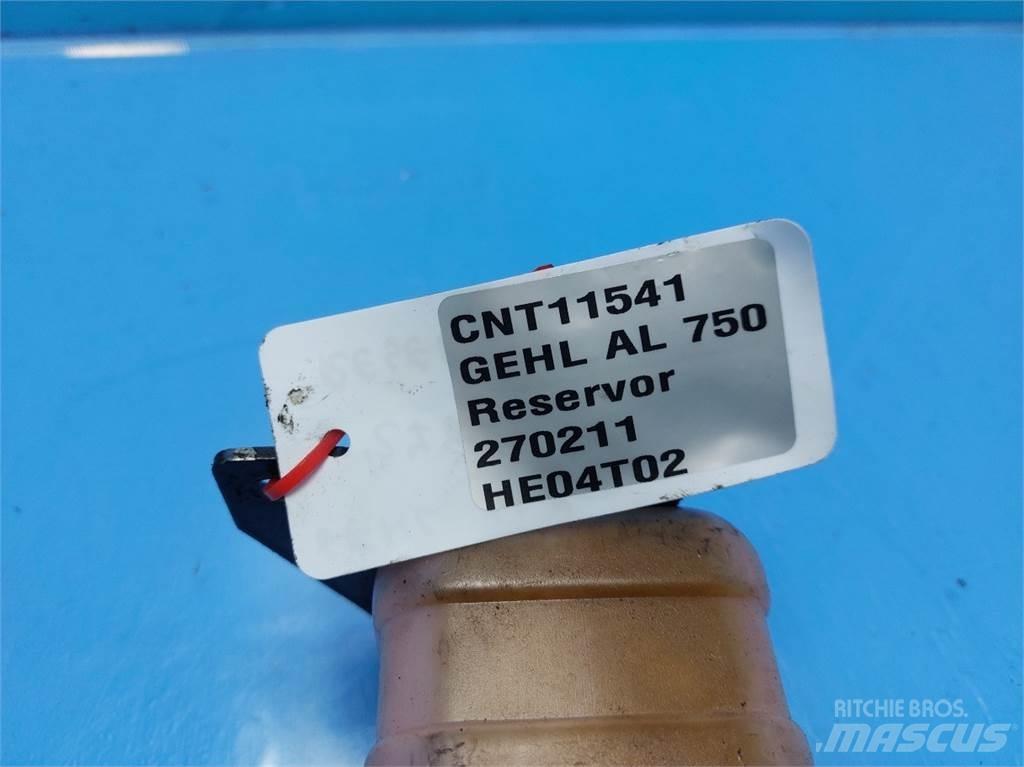 CNT11541
GEHL AL 750
Reservor
270211
HE04T02
RITCHIE BROS.
MASCUS